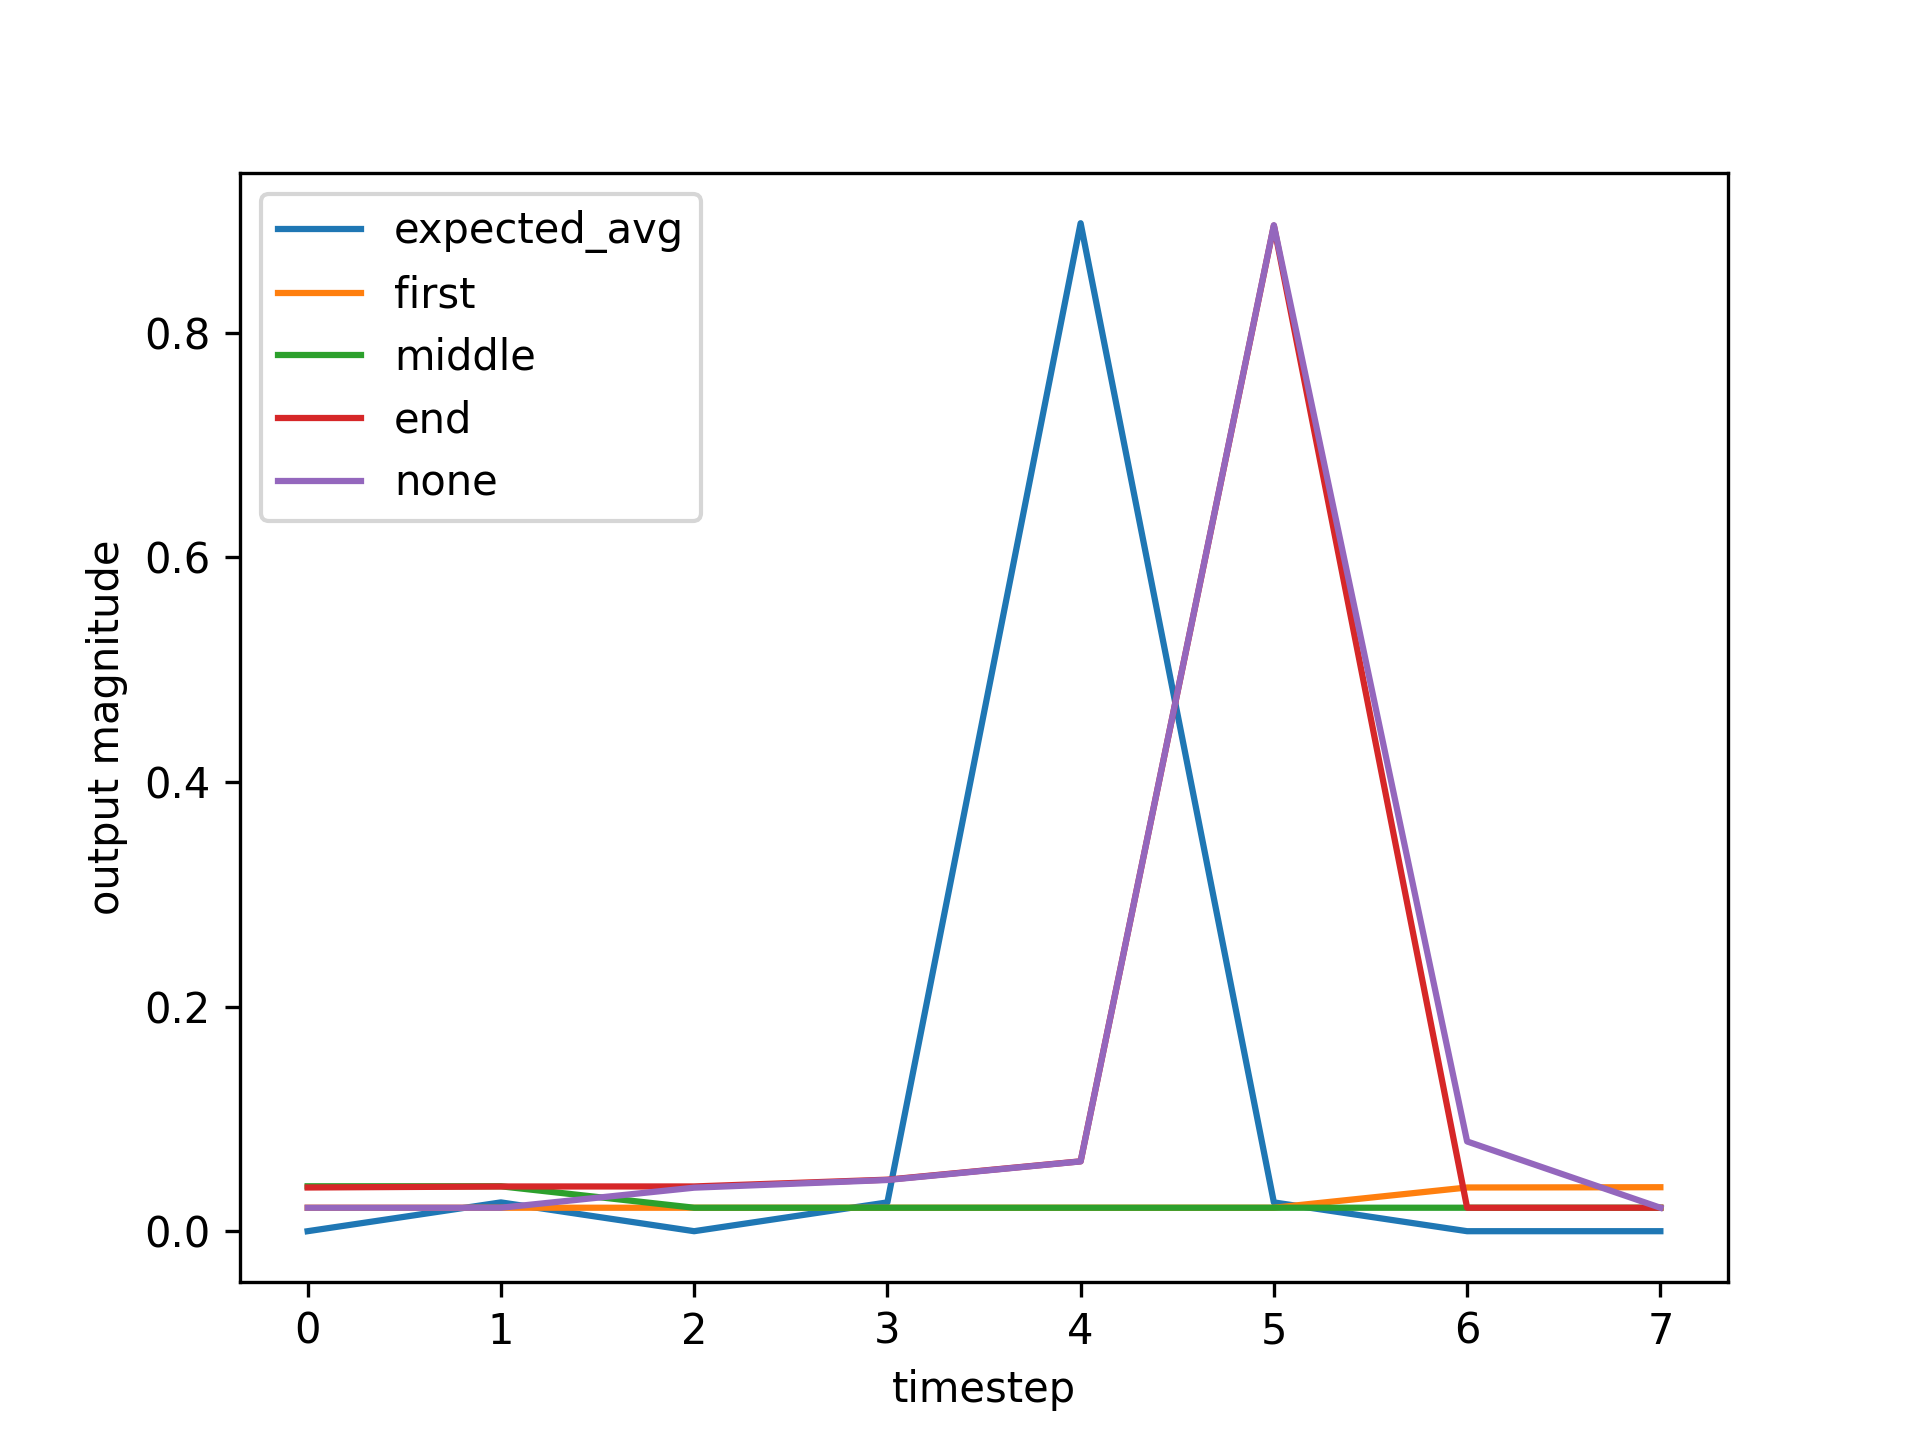 expected_avg
first
middle
end
none
0.8
0.6
0.4
0.2
0.0
output magnitude
0 1 2 3 4 5 6 7
timestep